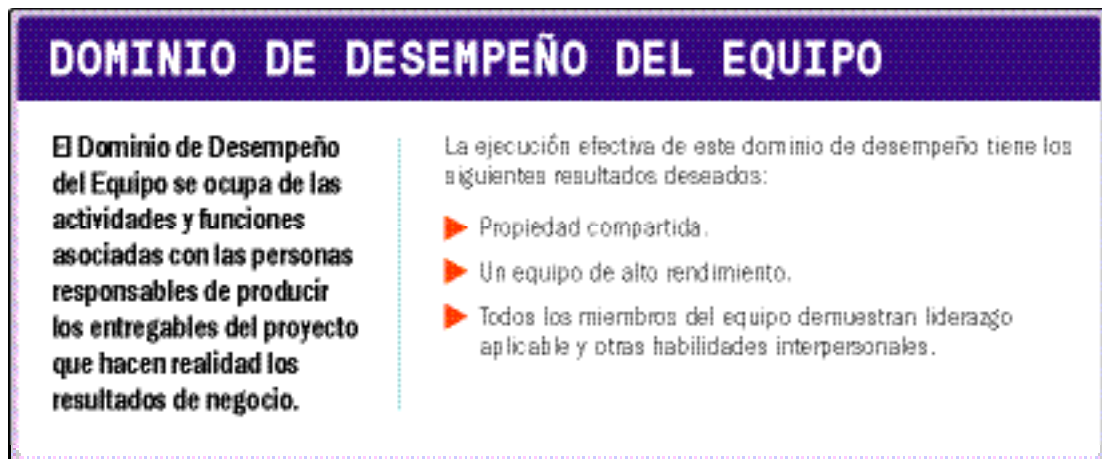 DOMINIO DE DESEMPEÑO DEL EQUIPO
El Dominio de Desempeño
del Equipo se ocupa de las
actividades y funciones
asociadas con las personas
responsables de producir
los entregables del proyecto
que hacen realidad los
resultados de negocio.
La ejecución efectiva de este dominio de desempeño tiene los
siguientes resultados deseados:
Propiedad compartida.
Un equipo de alto rendimiento.
Todos los miembros del equipo demuestran liderazgo
aplicable y otras habilidades interpersonales.